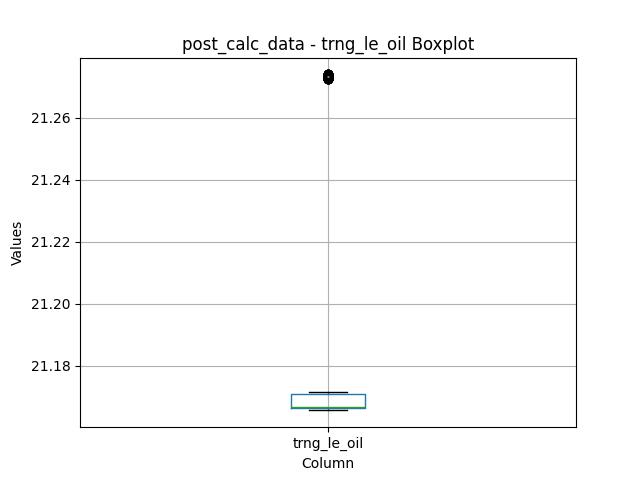 post_calc_data - trng_le_oil Boxplot
21.26
21.24
21.22
21.20
21.18
Values
trng_le_oil
Column